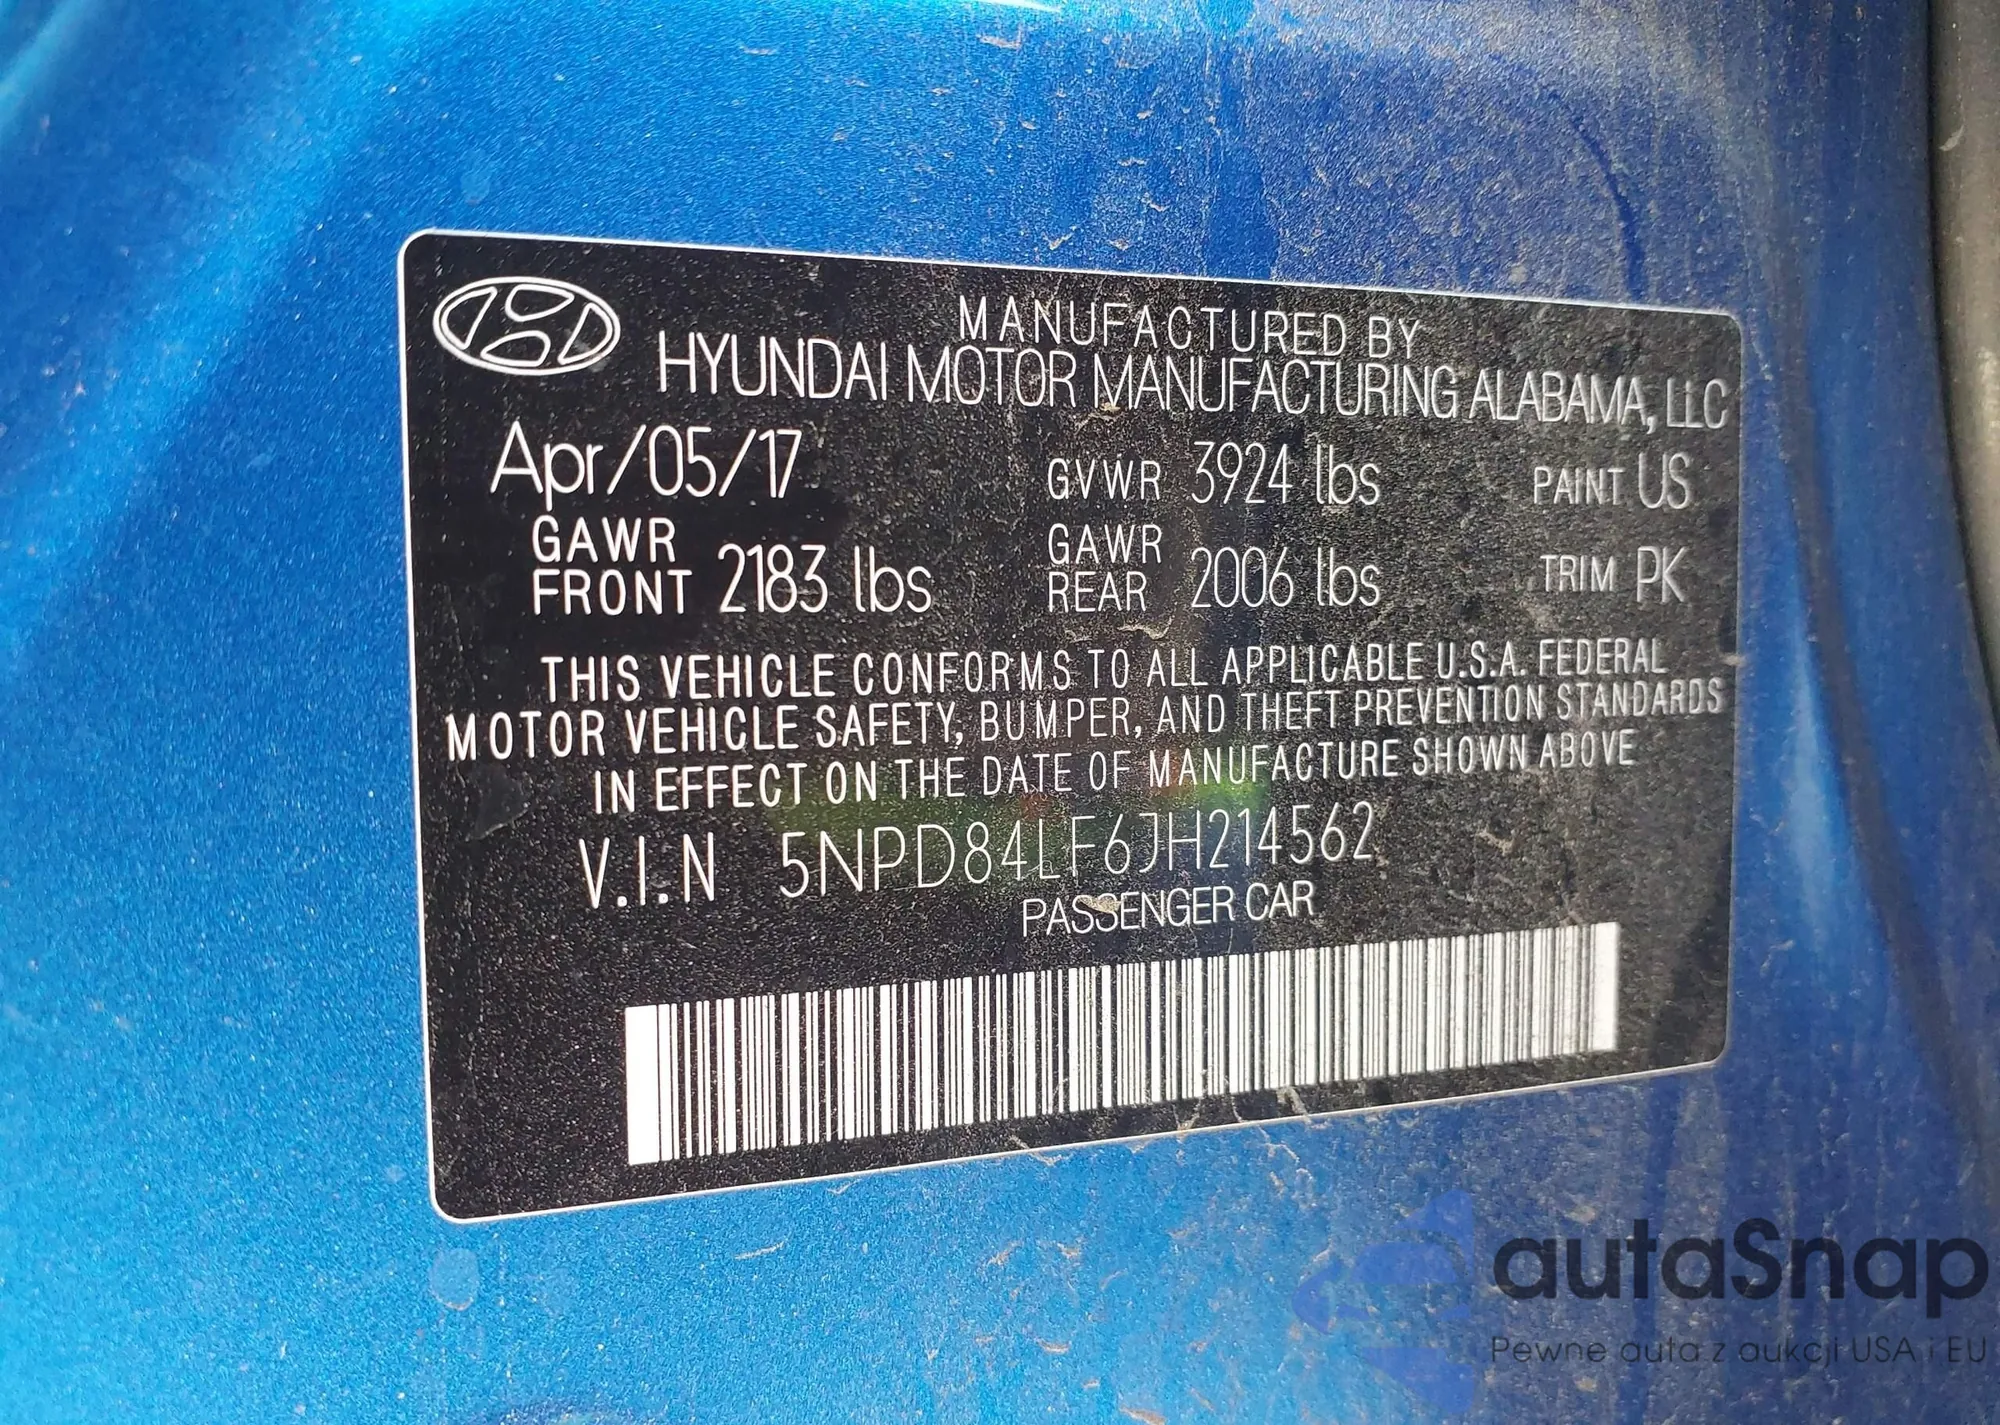 MANUFACTURED BY
HYUNDAI MOTOR MANUFACTURING ALABAMA, LLC
Apr/05/17 GVWR 3924 lbs PAINT US
GAWR FRONT 2183 lbs GAWR REAR 2006 lbs TRIM PK
THIS VEHICLE CONFORMS TO ALL APPLICABLE U.S.A. FEDERAL
MOTOR VEHICLE SAFETY, BUMPER, AND THEFT PREVENTION STANDARDS
IN EFFECT ON THE DATE OF MANUFACTURE SHOWN ABOVE
V.I.N 5NPD84LF6JH214562
PASSENGER CAR
autaSnap
Pewne auta z aukcji USA i EU